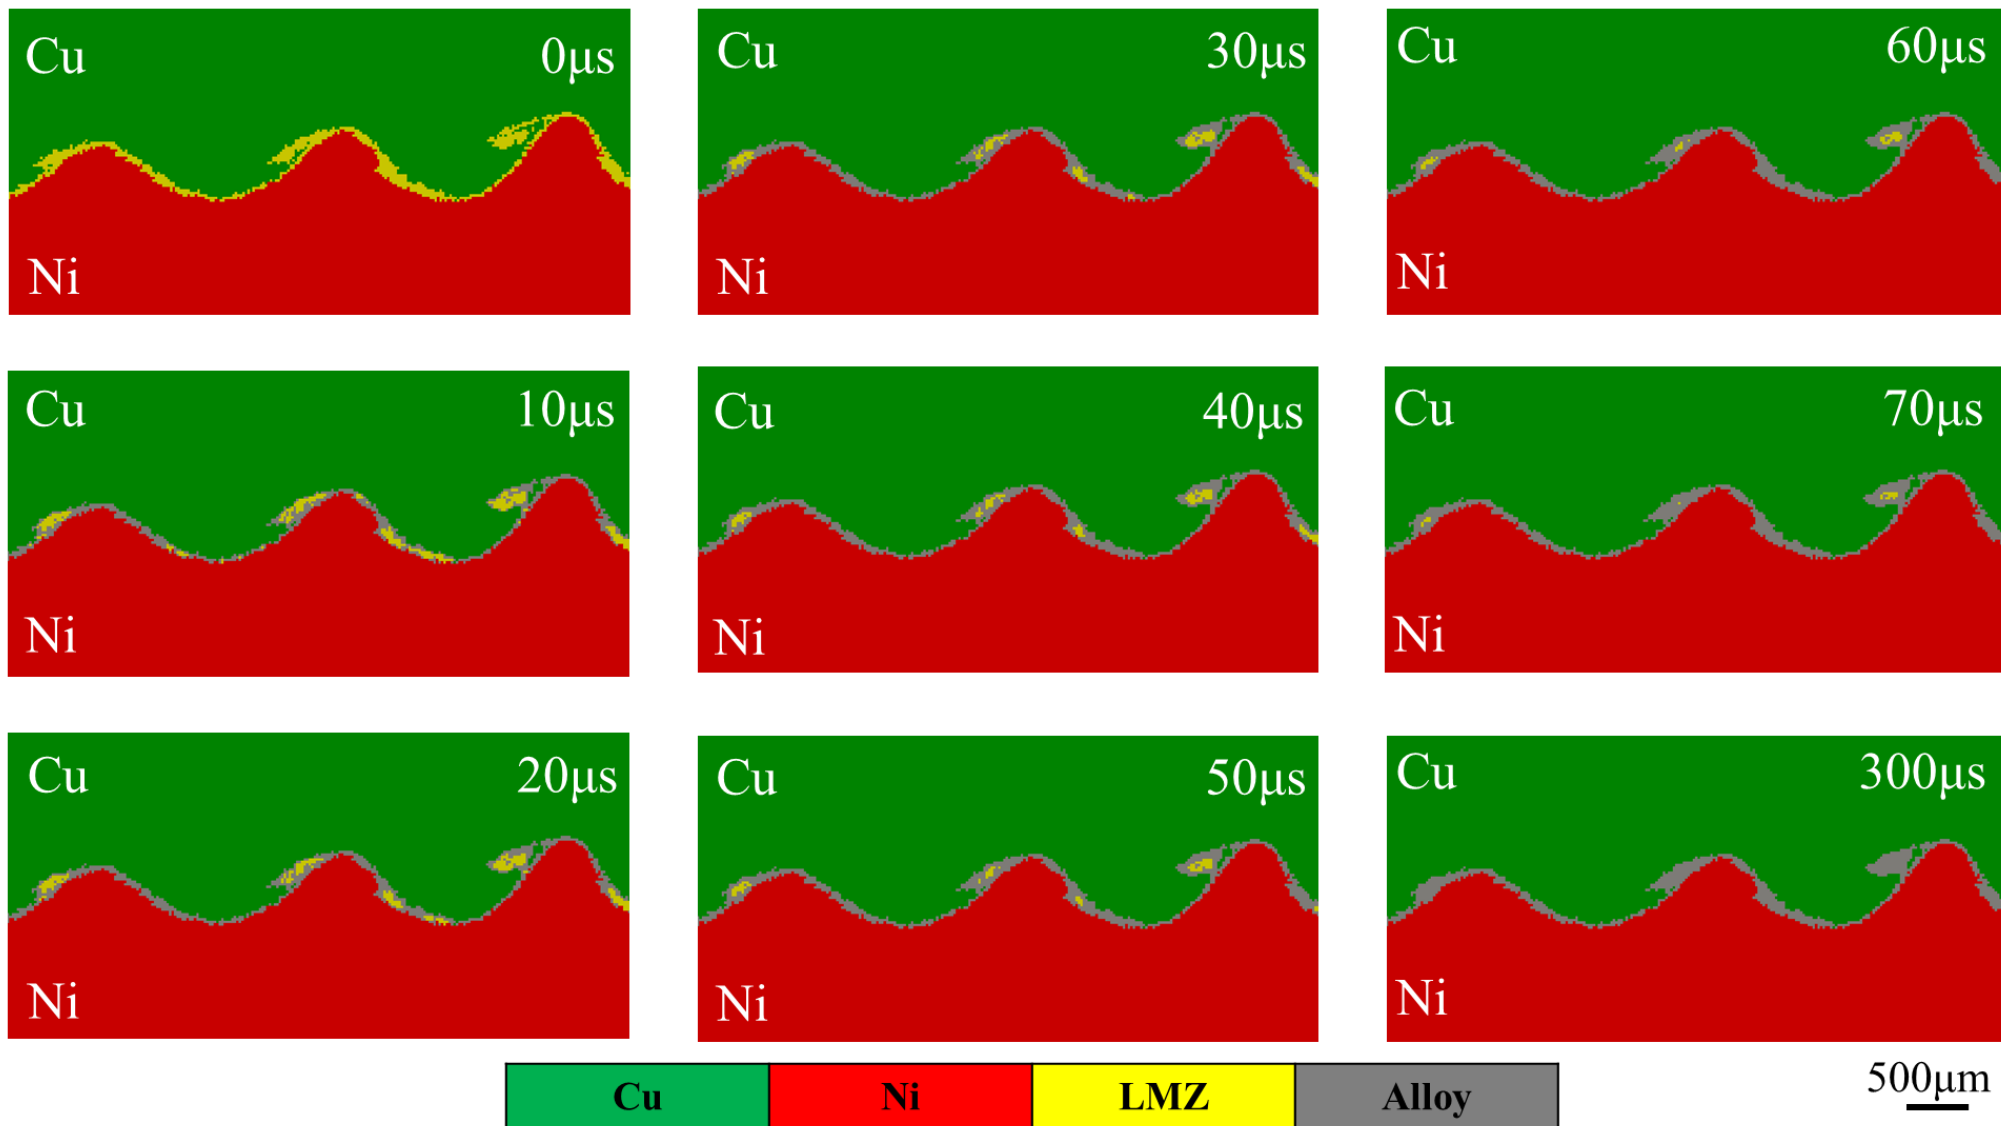 Cu 0μs
Cu 30μs
Cu 60μs
Ni
Ni
Ni
Cu 10μs
Cu 40μs
Cu 70μs
Ni
Ni
Ni
Cu 20μs
Cu 50μs
Cu 300μs
Ni
Ni
Ni
Cu Ni LMZ Alloy
500μm